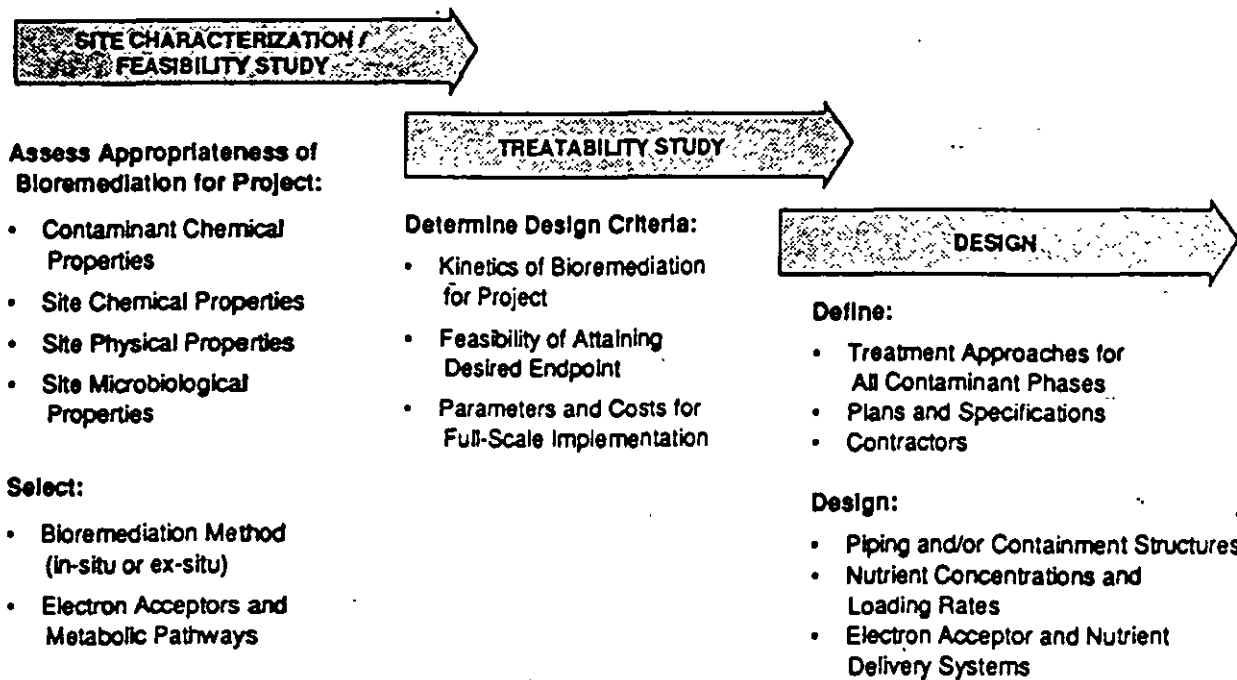 SITE CHARACTERIZATION /
FEASIBILITY STUDY
Assess Appropriateness of
Bioremediation for Project:
• Contaminant Chemical
Properties
• Site Chemical Properties
• Site Physical Properties
• Site Microbiological
Properties
Select:
• Bioremediation Method
(in-situ or ex-situ)
• Electron Acceptors and
Metabolic Pathways
TREATABILITY STUDY
Determine Design Criteria:
• Kinetics of Bioremediation
for Project
• Feasibility of Attaining
Desired Endpoint
• Parameters and Costs for
Full-Scale Implementation
DESIGN
Define:
• Treatment Approaches for
All Contaminant Phases
• Plans and Specifications
• Contractors
Design:
• Piping and/or Containment Structures
• Nutrient Concentrations and
Loading Rates
• Electron Acceptor and Nutrient
Delivery Systems